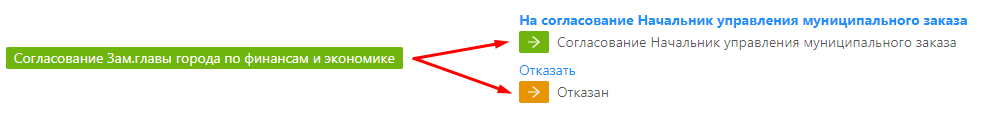 На согласование Начальник управления муниципального заказа
Согласование Начальник управления муниципального заказа
Согласование Зам.главы города по финансам и экономике
Отказать
Отказан